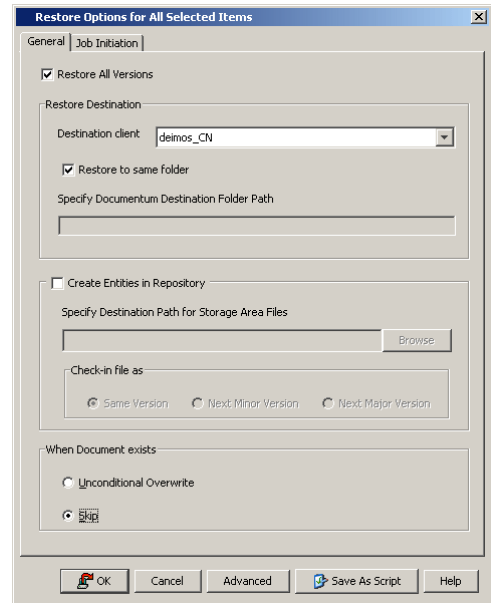 Restore Options for All Selected Items
General Job Initiation
Restore All Versions
Restore Destination
Destination client deimos_CN
Restore to same folder
Specify Documentum Destination Folder Path
Create Entities in Repository
Specify Destination Path for Storage Area Files
Browse
Check-in file as
Same Version Next Minor Version Next Major Version
When Document exists
Unconditional Overwrite
Skip
OK Cancel Advanced Save As Script Help